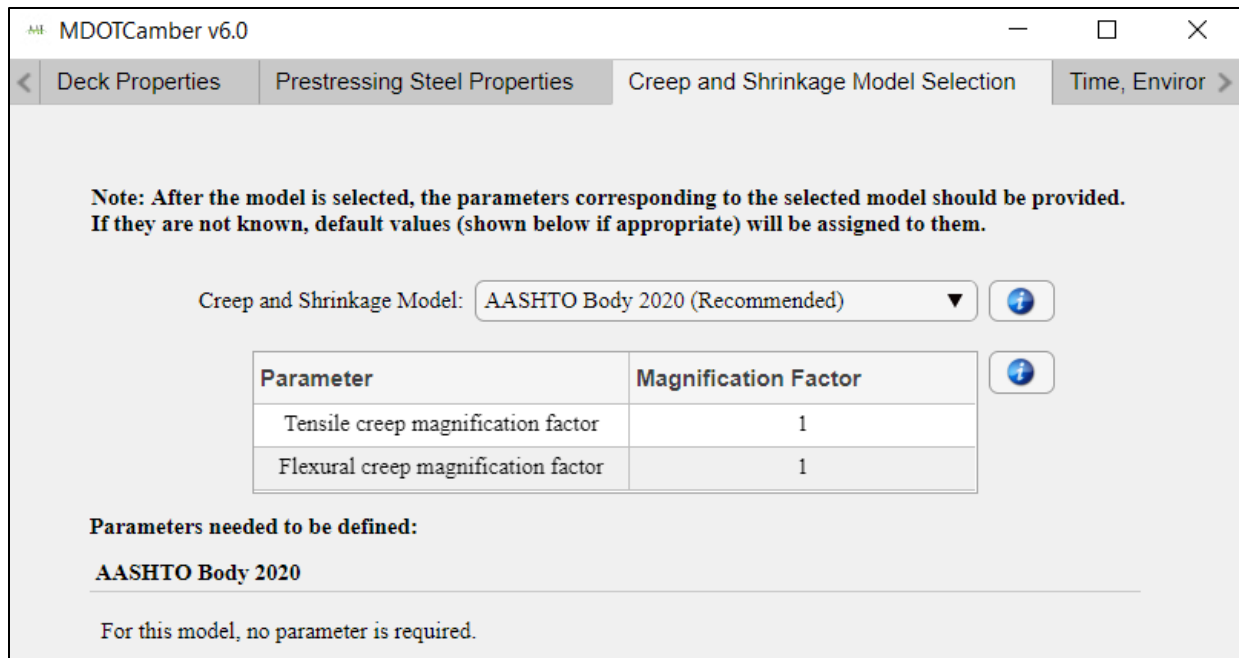 MDOTCamber v6.0
Deck Properties
Prestressing Steel Properties
Creep and Shrinkage Model Selection
Time, Enviror
Note: After the model is selected, the parameters corresponding to the selected model should be provided.
If they are not known, default values (shown below if appropriate) will be assigned to them.
Creep and Shrinkage Model: AASHTO Body 2020 (Recommended)
Parameter Magnification Factor
Tensile creep magnification factor 1
Flexural creep magnification factor 1
Parameters needed to be defined:
AASHTO Body 2020
For this model, no parameter is required.